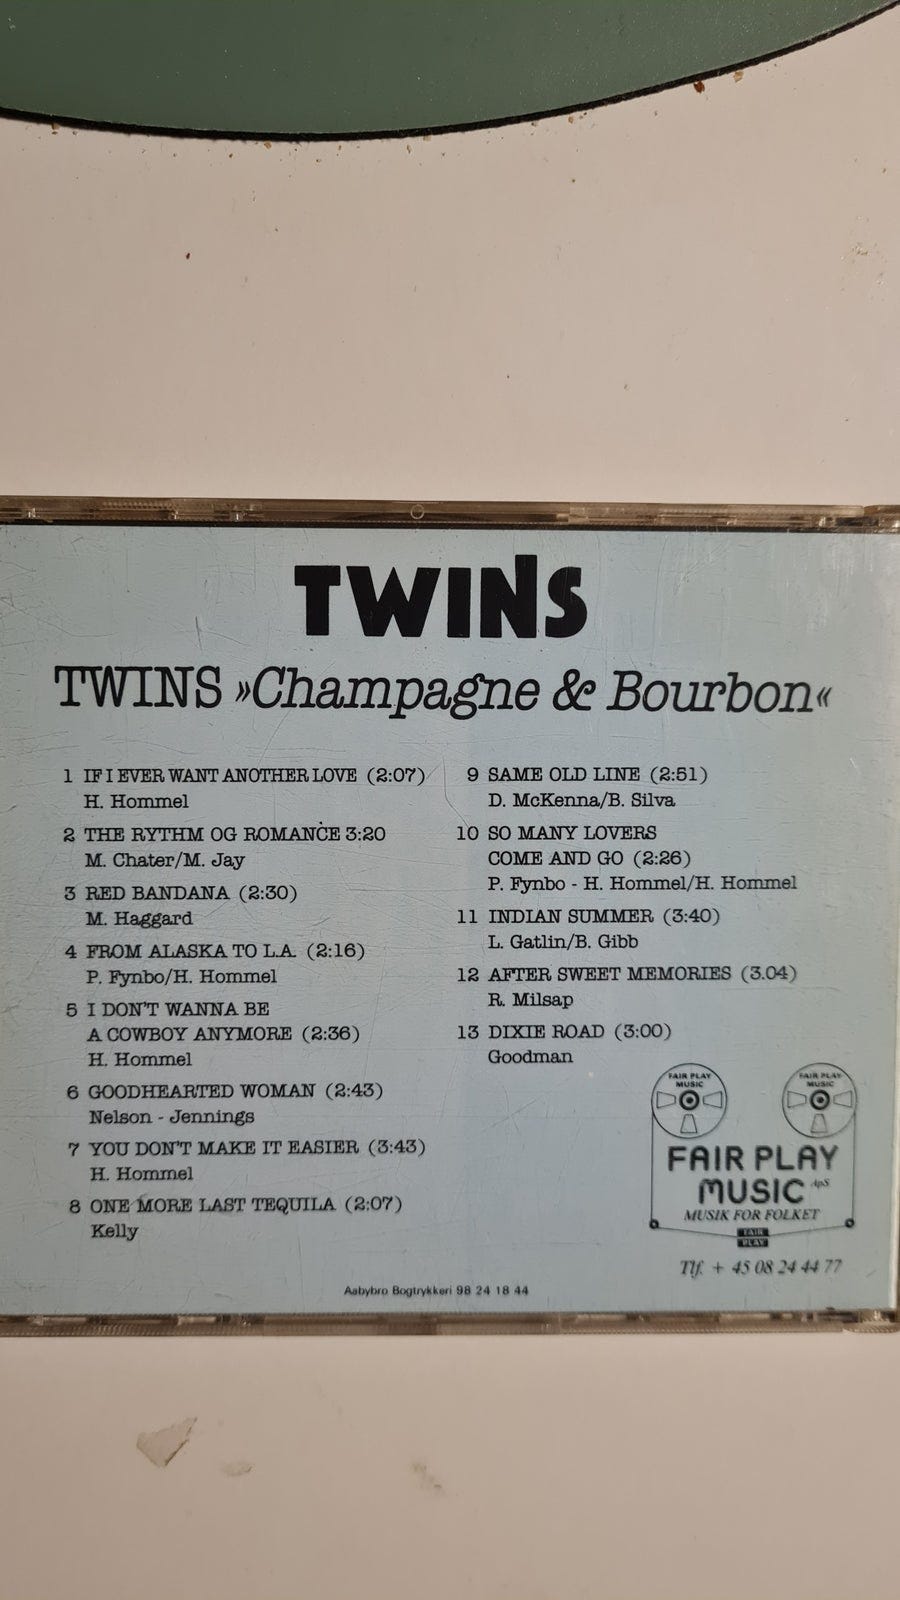 TWINS
TWINS »Champagne & Bourbon«
1 IF I EVER WANT ANOTHER LOVE (2:07)
H. Hommel
2 THE RYTHM OG ROMANCE 3:20
M. Chater/M. Jay
3 RED BANDANA (2:30)
M. Haggard
4 FROM ALASKA TO L.A. (2:16)
P. Fynbo/H. Hommel
5 I DON'T WANNA BE
A COWBOY ANYMORE (2:36)
H. Hommel
6 GOODHEARTED WOMAN (2:43)
Nelson - Jennings
7 YOU DON'T MAKE IT EASIER (3:43)
H. Hommel
8 ONE MORE LAST TEQUILA (2:07)
Kelly
9 SAME OLD LINE (2:51)
D. McKenna/B. Silva
10 SO MANY LOVERS
COME AND GO (2:26)
P. Fynbo - H. Hommel/H. Hommel
11 INDIAN SUMMER (3:40)
L. Gatlin/B. Gibb
12 AFTER SWEET MEMORIES (3.04)
R. Milsap
13 DIXIE ROAD (3:00)
Goodman
FAIR PLAY
MUSIC
FAIR PLAY
MUSIC
FAIR PLAY
MUSIC ApS
MUSIK FOR FOLKET
FAIR
PLAY
Tlf. + 45 08 24 44 77
Aabybro Bogtrykkeri 98 24 18 44